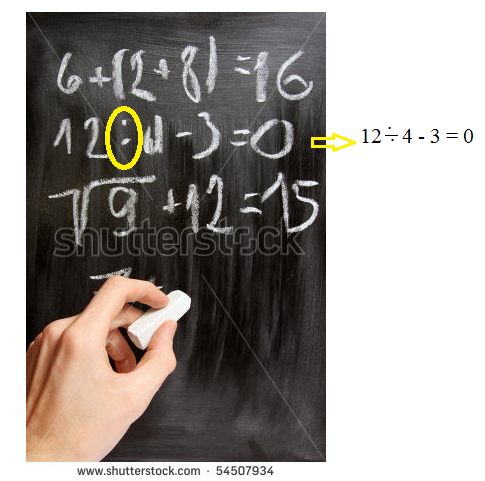 6+|2+8|=16
12÷4-3=0
12÷4 - 3 = 0
√9+12=15
shutterstock
www.shutterstock.com · 54507934